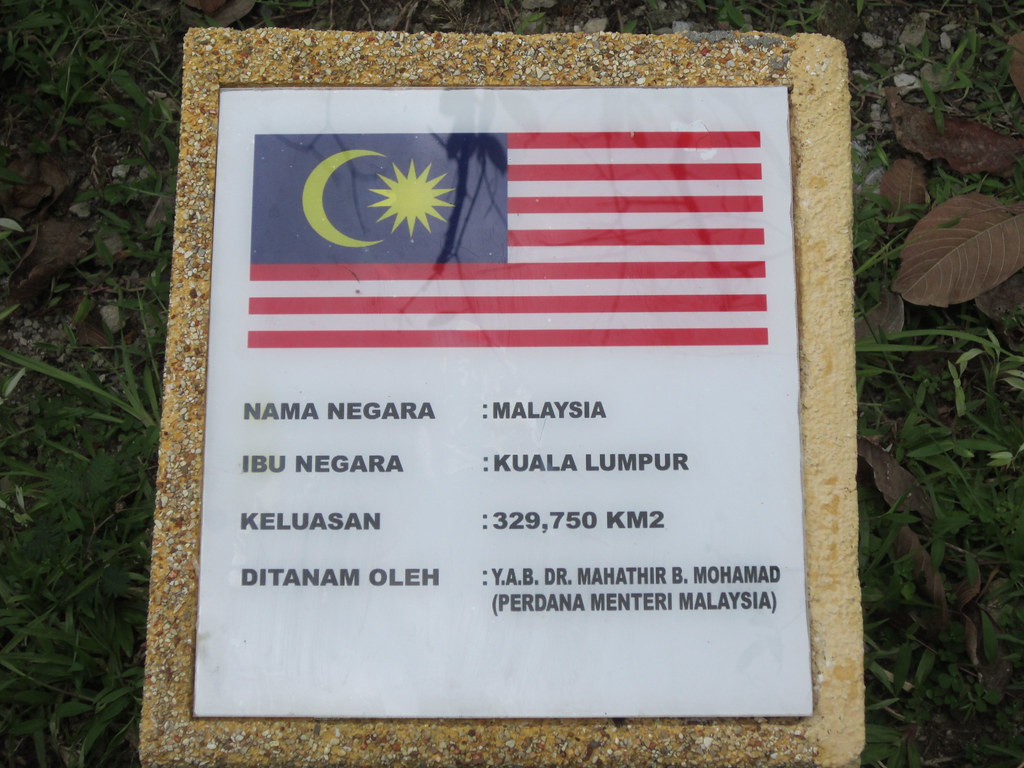 NAMA NEGARA : MALAYSIA
IBU NEGARA : KUALA LUMPUR
KELUASAN : 329,750 KM2
DITANAM OLEH : Y.A.B. DR. MAHATHIR B. MOHAMAD
(PERDANA MENTERI MALAYSIA)